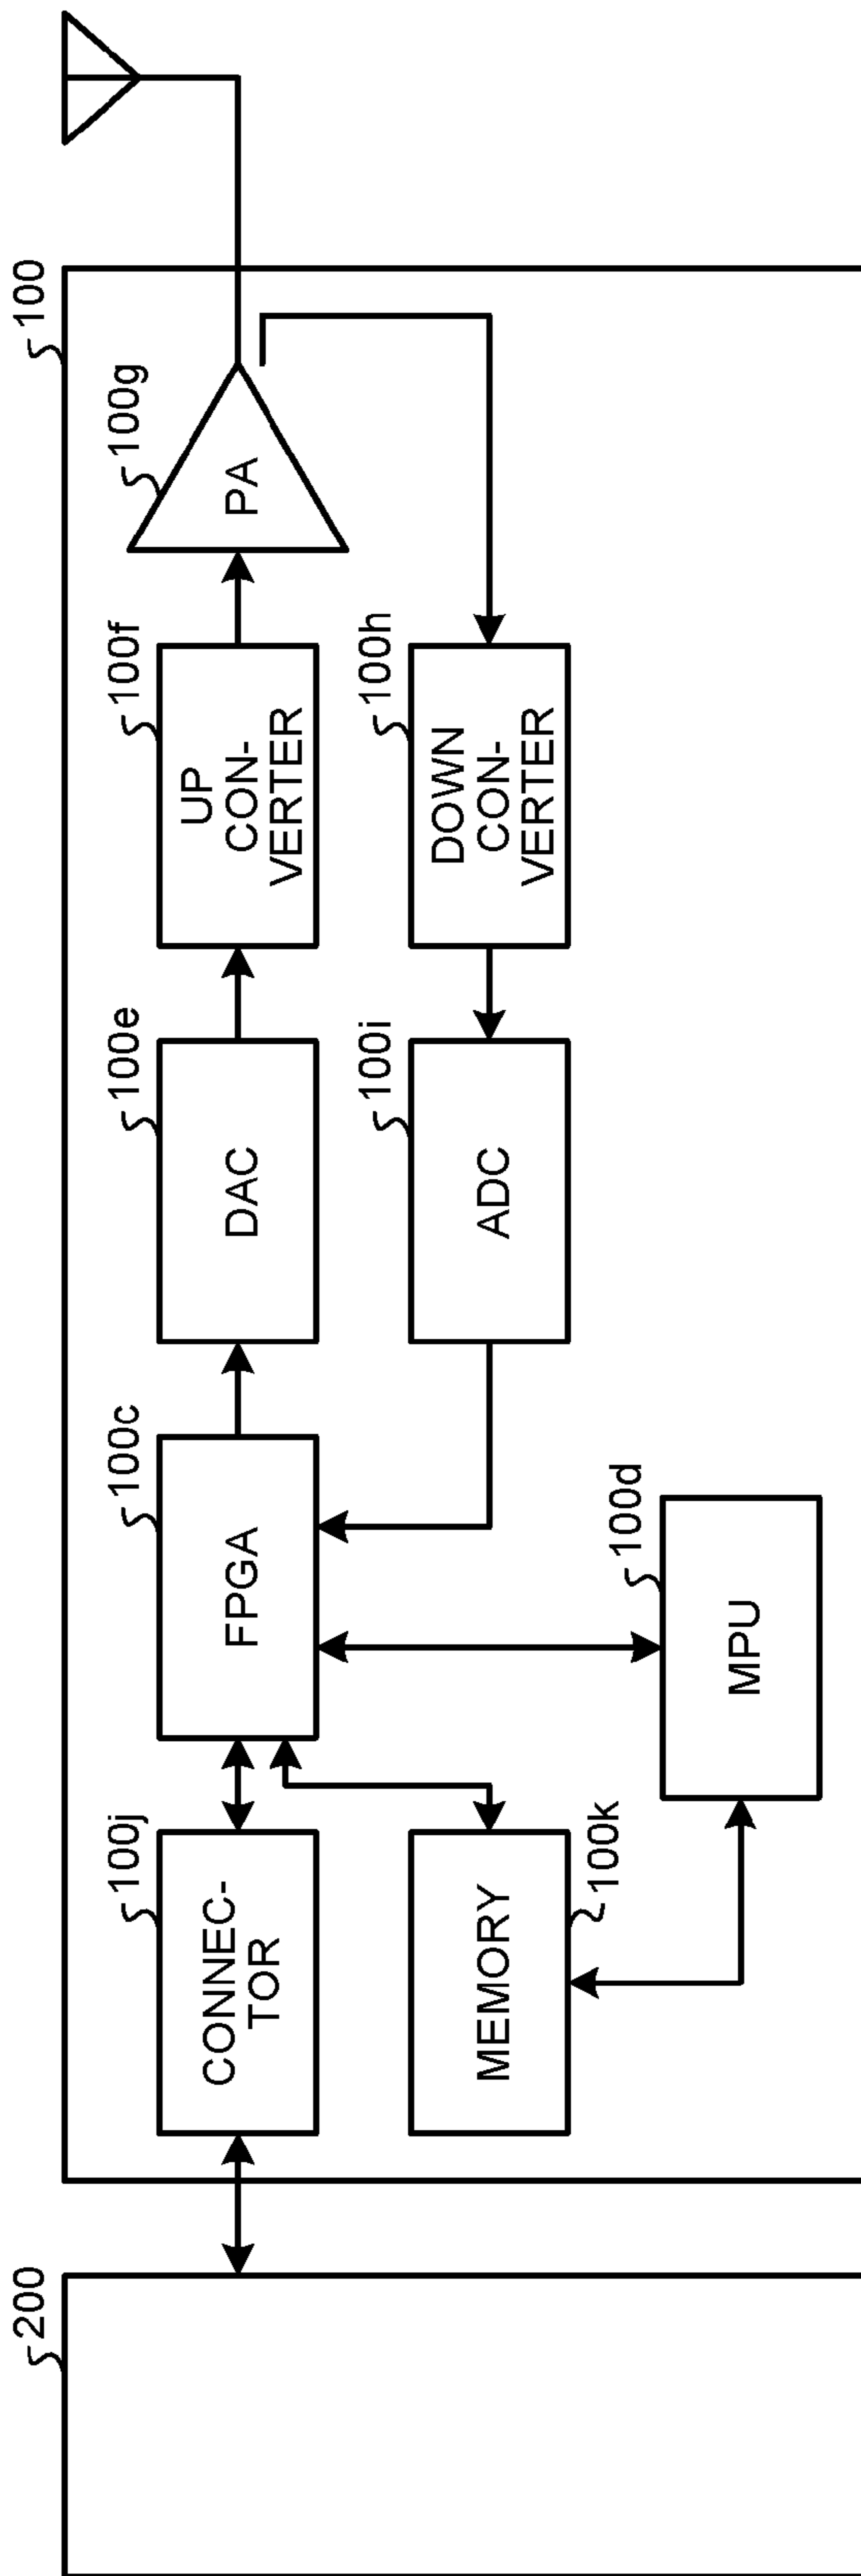 200
100
100j
CONNEC-
TOR
100c
FPGA
100e
DAC
100f
UP
CON-
VERTER
100g
PA
100k
MEMORY
100d
MPU
100i
ADC
100h
DOWN
CON-
VERTER